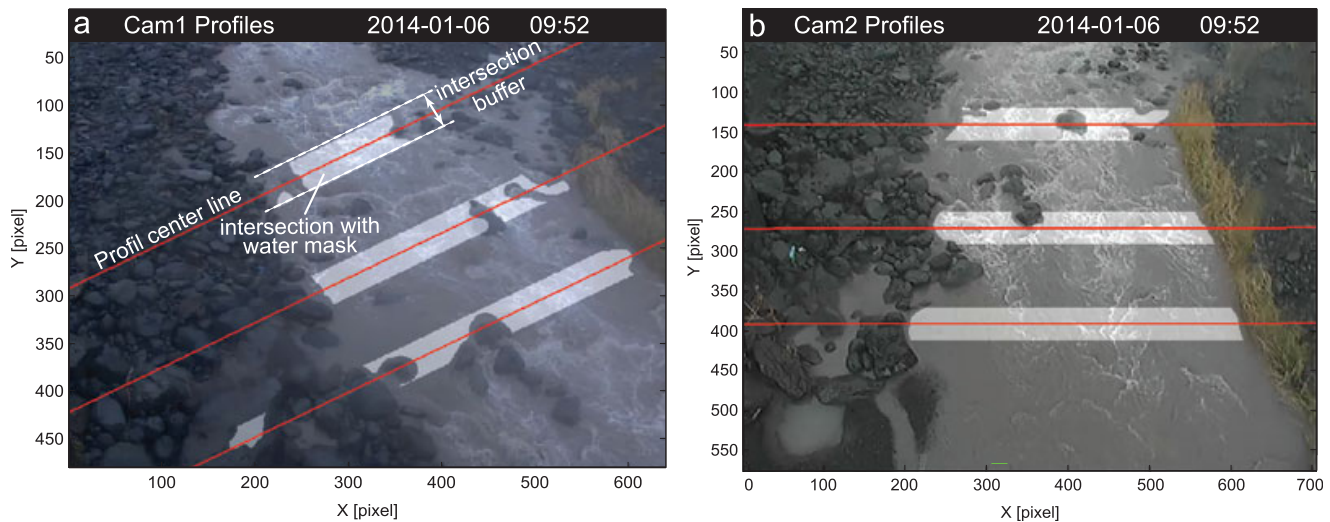 a Cam1 Profiles 2014-01-06 09:52
intersection
buffer
Profil center line
intersection with
water mask
50
100
150
200
250
300
350
400
450
Y [pixel]
100 200 300 400 500 600
X [pixel]
b Cam2 Profiles 2014-01-06 09:52
50
100
150
200
250
300
350
400
450
500
550
Y [pixel]
0 100 200 300 400 500 600 700
X [pixel]